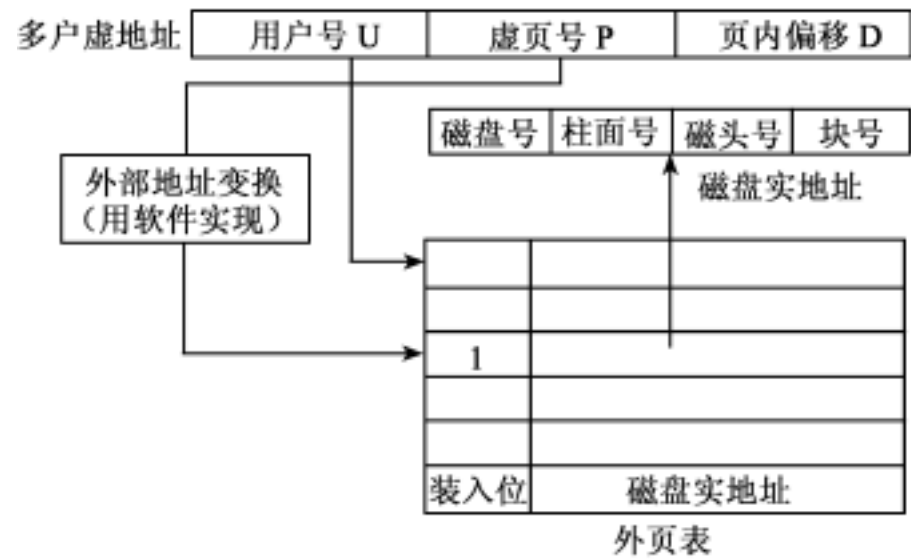 多户虚地址 用户号 U 虚页号 P 页内偏移 D
磁盘号 柱面号 磁头号 块号
磁盘实地址
外部地址变换
(用软件实现)
1
装入位 磁盘实地址
外页表